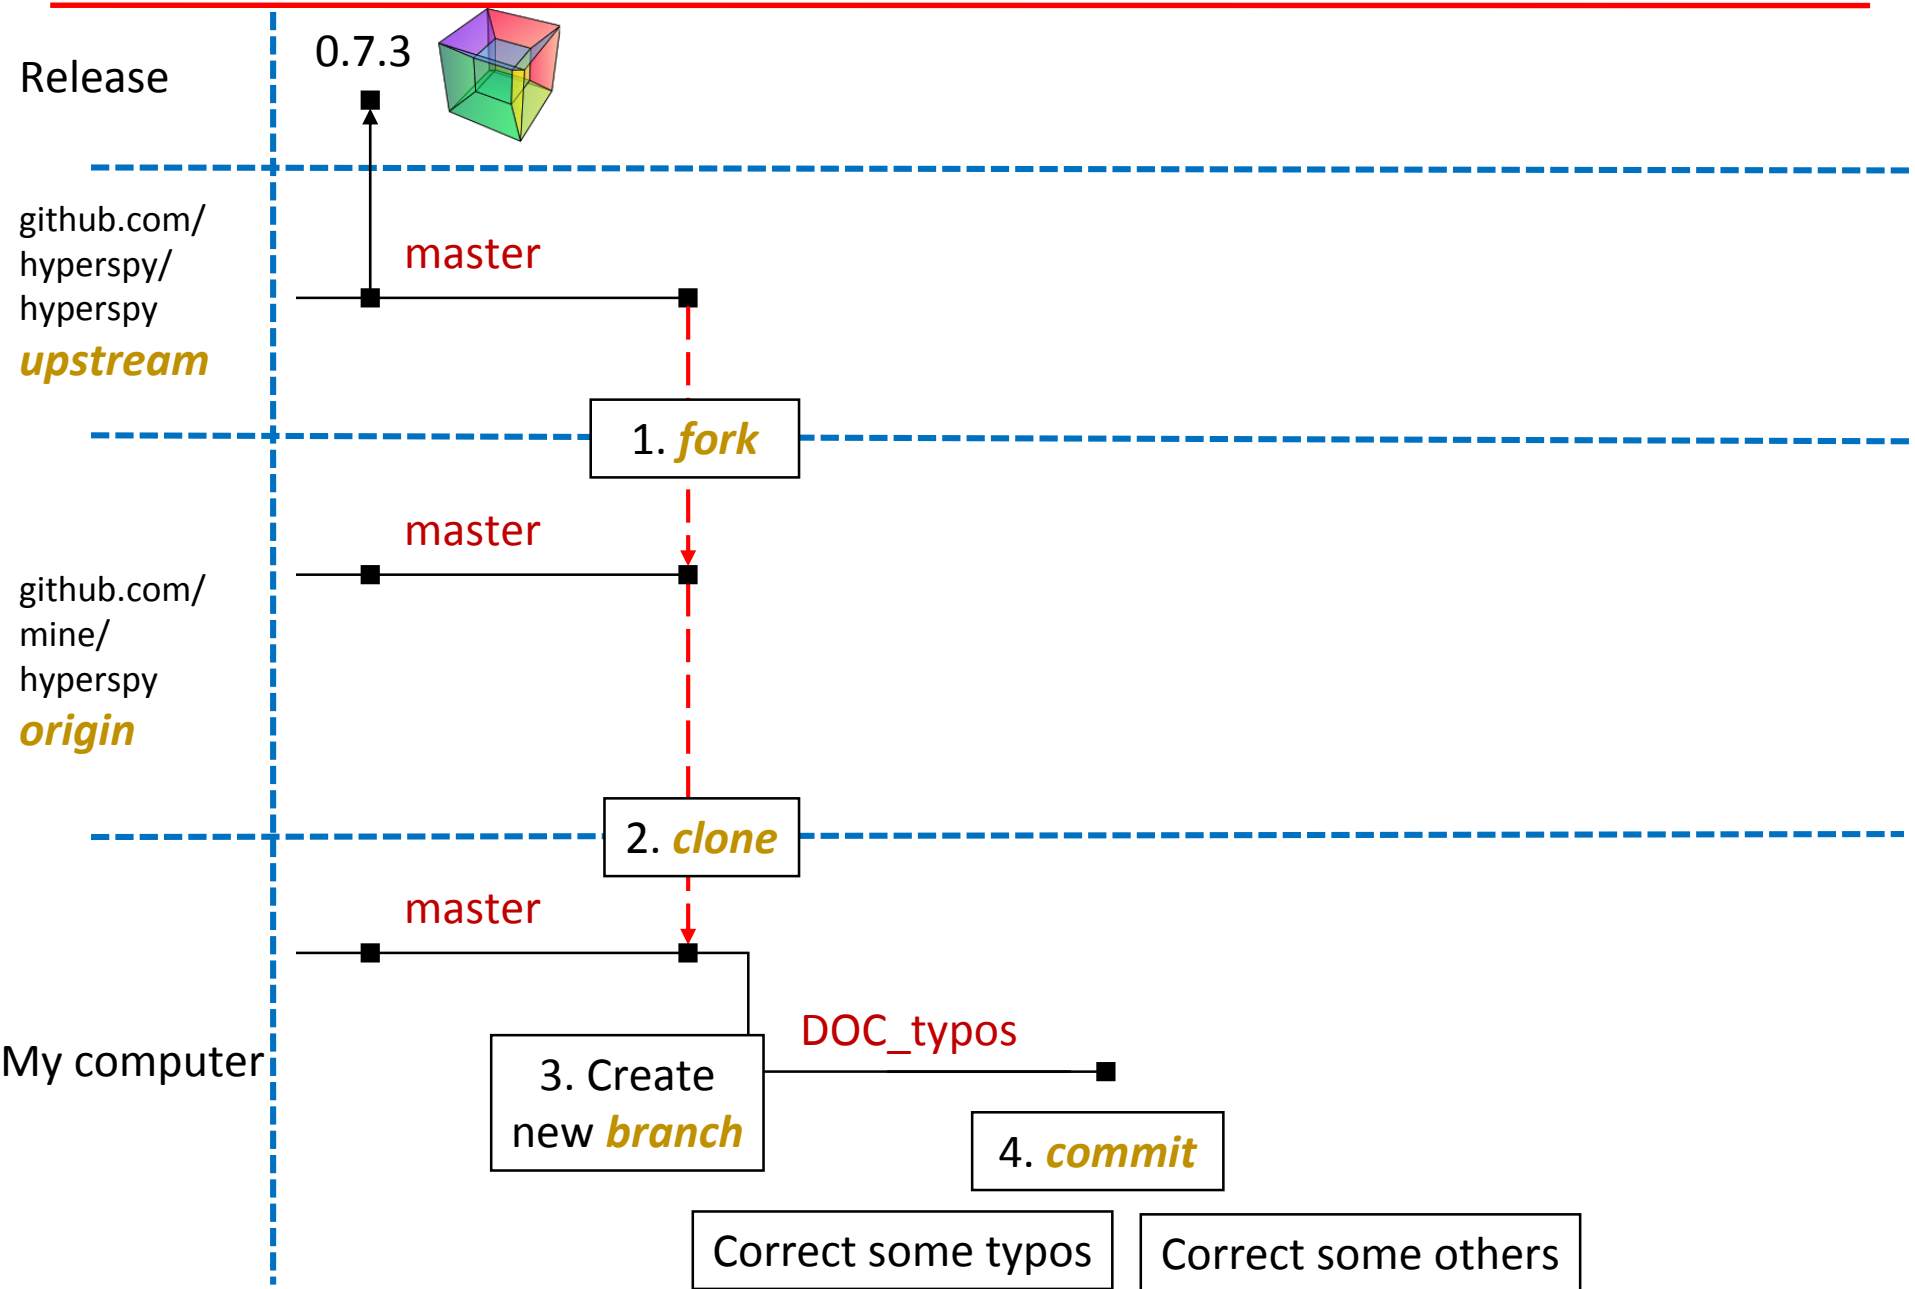 Release
0.7.3
github.com/
hyperspy/
hyperspy
upstream
master
1. fork
master
github.com/
mine/
hyperspy
origin
2. clone
master
My computer
DOC_typos
3. Create
new branch
4. commit
Correct some typos
Correct some others